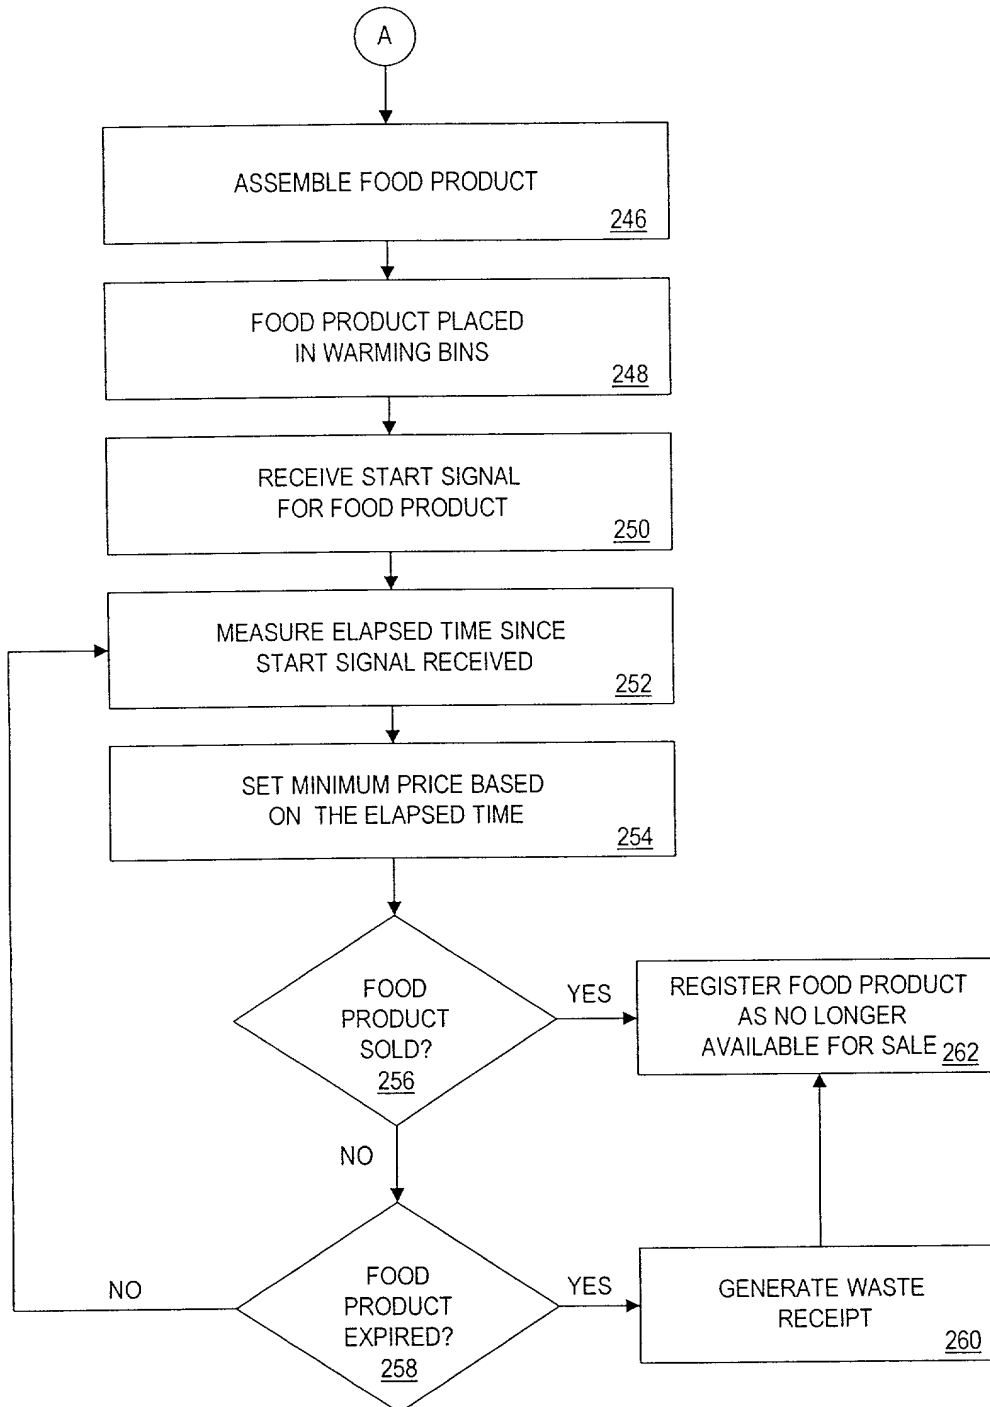 A
ASSEMBLE FOOD PRODUCT
246
FOOD PRODUCT PLACED
IN WARMING BINS
248
RECEIVE START SIGNAL
FOR FOOD PRODUCT
250
MEASURE ELAPSED TIME SINCE
START SIGNAL RECEIVED
252
SET MINIMUM PRICE BASED
ON THE ELAPSED TIME
254
FOOD
PRODUCT
SOLD?
256
YES
REGISTER FOOD PRODUCT
AS NO LONGER
AVAILABLE FOR SALE 262
NO
FOOD
PRODUCT
EXPIRED?
258
NO
YES
GENERATE WASTE
RECEIPT
260